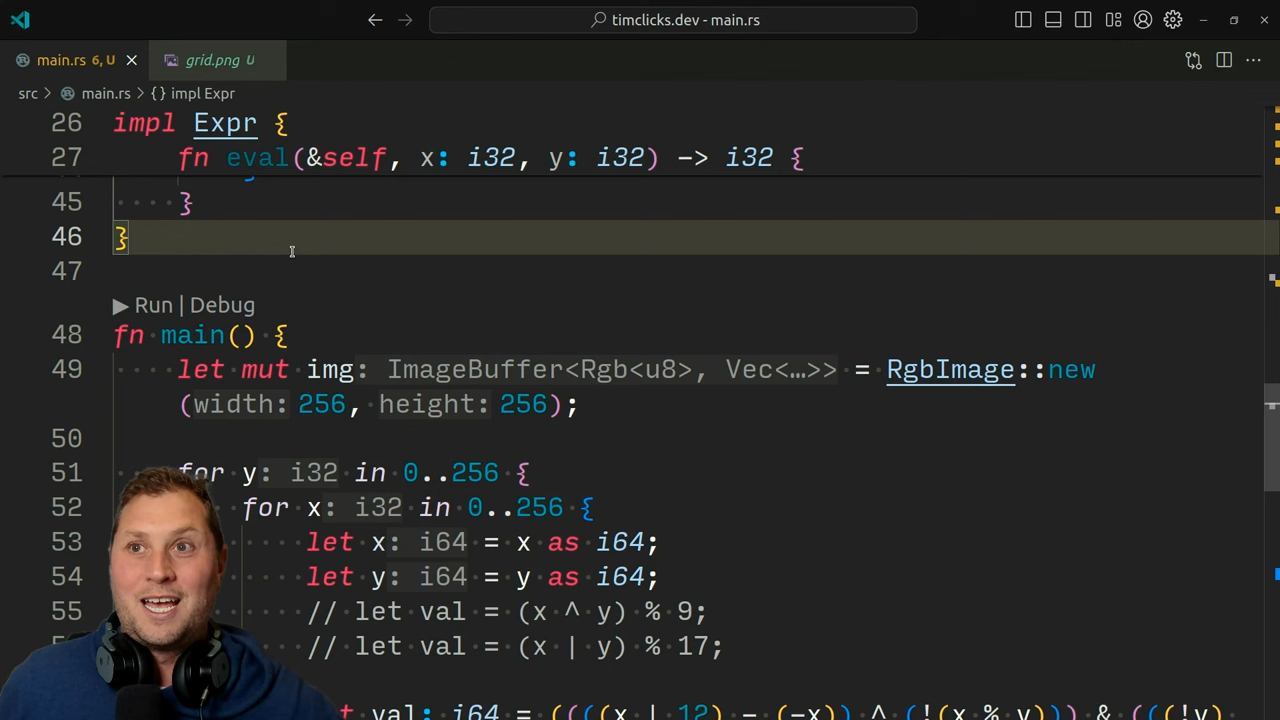 timclicks.dev - main.rs
main.rs 6, U
grid.png U
src > main.rs > {} impl Expr
26 impl Expr {
27 fn eval(&self, x: i32, y: i32) -> i32 {
45 }
46 }
47
Run | Debug
48 fn main() {
49 let mut img: ImageBuffer<Rgb<u8>, Vec<…>> = RgbImage::new
(width: 256, height: 256);
50
51 for y: i32 in 0..256 {
52 for x: i32 in 0..256 {
53 let x: i64 = x as i64;
54 let y: i64 = y as i64;
55 // let val = (x ^ y) % 9;
// let val = (x | y) % 17;
val: i64 = ((((x | 12) - (-x)) ^ (!(x % y))) & (((!y)